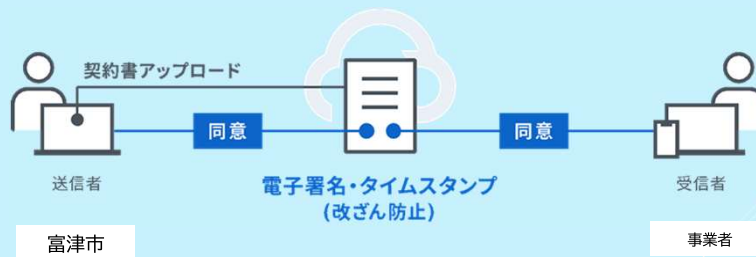 契約書アップロード
同意
同意
送信者
電子署名・タイムスタンプ
(改ざん防止)
受信者
富津市
事業者